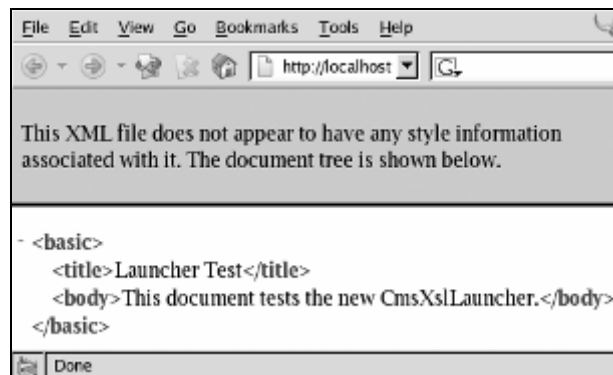 File Edit View Go Bookmarks Tools Help
http://localhost G
This XML file does not appear to have any style information
associated with it. The document tree is shown below.
- <basic>
<title>Launcher Test</title>
<body>This document tests the new CmsXslLauncher.</body>
</basic>
Done